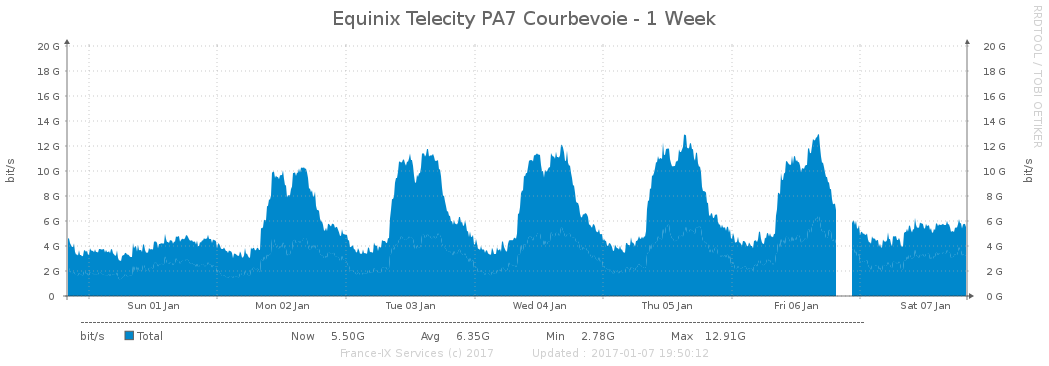 Equinix Telecity PA7 Courbevoie - 1 Week
RRDTOOL / TOBI OETIKER
bit/s
20 G 20 G
18 G 18 G
16 G 16 G
14 G 14 G
12 G 12 G
10 G 10 G
8 G 8 G
6 G 6 G
4 G 4 G
2 G 2 G
0 0 G
bit/s
Sun 01 Jan Mon 02 Jan Tue 03 Jan Wed 04 Jan Thu 05 Jan Fri 06 Jan Sat 07 Jan
bit/s Total Now 5.50G Avg 6.35G Min 2.78G Max 12.91G
France-IX Services (c) 2017 Updated : 2017-01-07 19:50:12